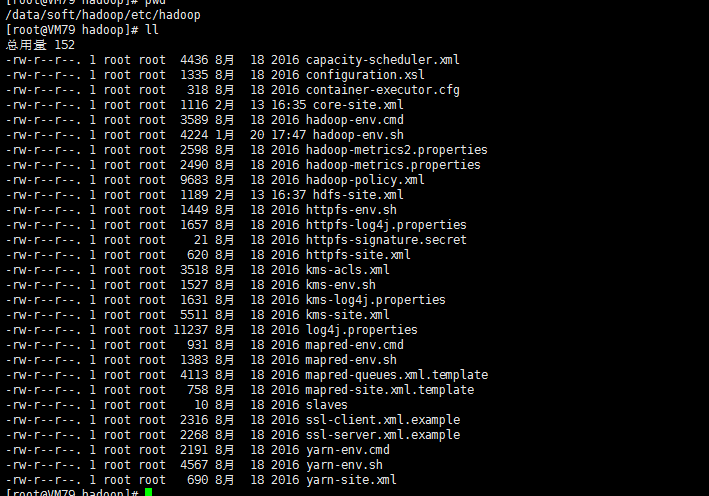 [root@VM79 hadoop]# pwd
/data/soft/hadoop/etc/hadoop
[root@VM79 hadoop]# ll
总用量 152
-rw-r--r--. 1 root root  4436 8月  18 2016 capacity-scheduler.xml
-rw-r--r--. 1 root root  1335 8月  18 2016 configuration.xsl
-rw-r--r--. 1 root root   318 8月  18 2016 container-executor.cfg
-rw-r--r--. 1 root root  1116 2月  13 16:35 core-site.xml
-rw-r--r--. 1 root root  3589 8月  18 2016 hadoop-env.cmd
-rw-r--r--. 1 root root  4224 1月  20 17:47 hadoop-env.sh
-rw-r--r--. 1 root root  2598 8月  18 2016 hadoop-metrics2.properties
-rw-r--r--. 1 root root  2490 8月  18 2016 hadoop-metrics.properties
-rw-r--r--. 1 root root  9683 8月  18 2016 hadoop-policy.xml
-rw-r--r--. 1 root root  1189 2月  13 16:37 hdfs-site.xml
-rw-r--r--. 1 root root  1449 8月  18 2016 httpfs-env.sh
-rw-r--r--. 1 root root  1657 8月  18 2016 httpfs-log4j.properties
-rw-r--r--. 1 root root    21 8月  18 2016 httpfs-signature.secret
-rw-r--r--. 1 root root   620 8月  18 2016 httpfs-site.xml
-rw-r--r--. 1 root root  3518 8月  18 2016 kms-acls.xml
-rw-r--r--. 1 root root  1527 8月  18 2016 kms-env.sh
-rw-r--r--. 1 root root  1631 8月  18 2016 kms-log4j.properties
-rw-r--r--. 1 root root  5511 8月  18 2016 kms-site.xml
-rw-r--r--. 1 root root 11237 8月  18 2016 log4j.properties
-rw-r--r--. 1 root root   931 8月  18 2016 mapred-env.cmd
-rw-r--r--. 1 root root  1383 8月  18 2016 mapred-env.sh
-rw-r--r--. 1 root root  4113 8月  18 2016 mapred-queues.xml.template
-rw-r--r--. 1 root root   758 8月  18 2016 mapred-site.xml.template
-rw-r--r--. 1 root root    10 8月  18 2016 slaves
-rw-r--r--. 1 root root  2316 8月  18 2016 ssl-client.xml.example
-rw-r--r--. 1 root root  2268 8月  18 2016 ssl-server.xml.example
-rw-r--r--. 1 root root  2191 8月  18 2016 yarn-env.cmd
-rw-r--r--. 1 root root  4567 8月  18 2016 yarn-env.sh
-rw-r--r--. 1 root root   690 8月  18 2016 yarn-site.xml
[root@VM79 hadoop]#